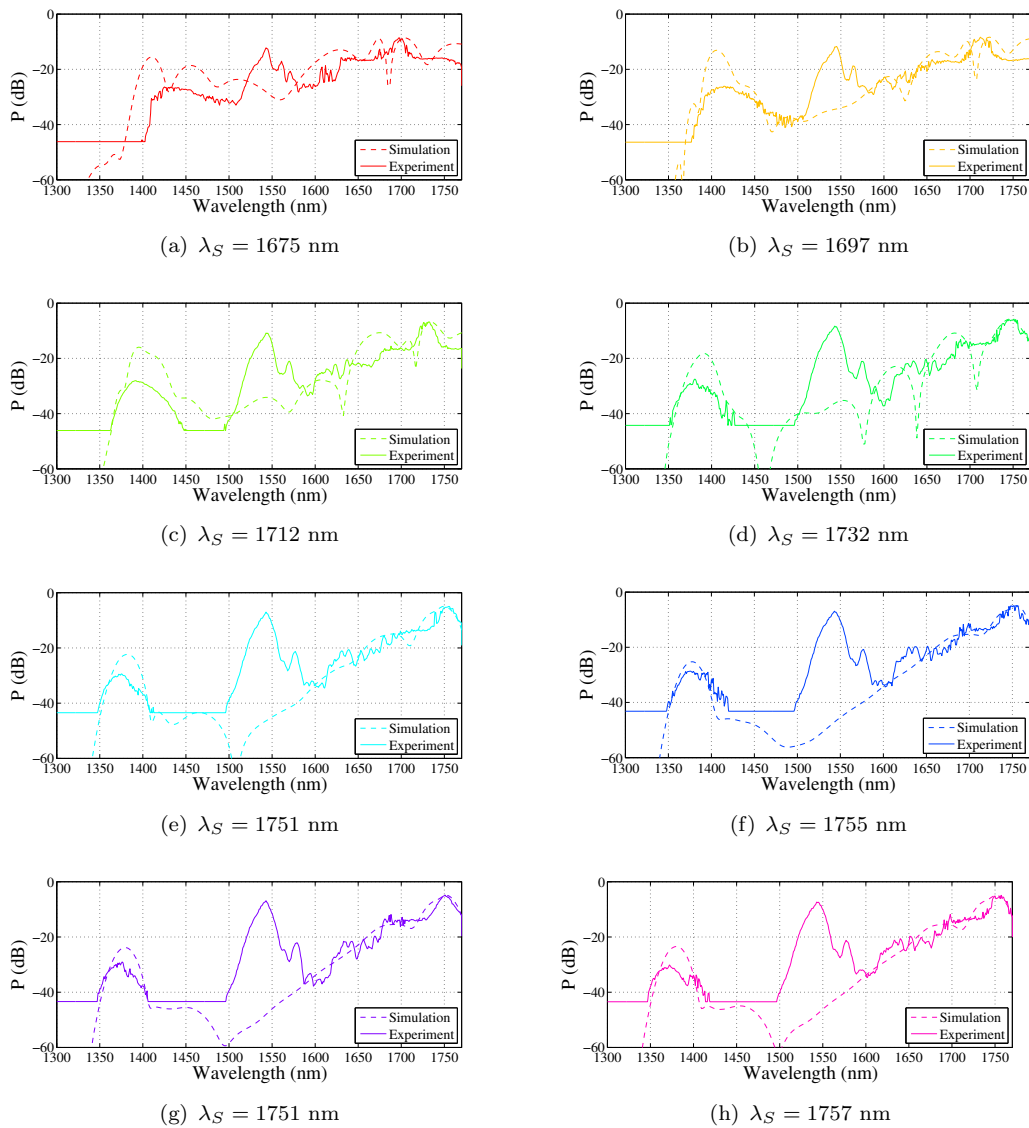 0
−20
−40
−60
P (dB)
1300 1350 1400 1450 1500 1550 1600 1650 1700 1750
Wavelength (nm)
Simulation
Experiment
(a) λS = 1675 nm
0
−20
−40
−60
P (dB)
1300 1350 1400 1450 1500 1550 1600 1650 1700 1750
Wavelength (nm)
Simulation
Experiment
(b) λS = 1697 nm
0
−20
−40
−60
P (dB)
1300 1350 1400 1450 1500 1550 1600 1650 1700 1750
Wavelength (nm)
Simulation
Experiment
(c) λS = 1712 nm
0
−20
−40
−60
P (dB)
1300 1350 1400 1450 1500 1550 1600 1650 1700 1750
Wavelength (nm)
Simulation
Experiment
(d) λS = 1732 nm
0
−20
−40
−60
P (dB)
1300 1350 1400 1450 1500 1550 1600 1650 1700 1750
Wavelength (nm)
Simulation
Experiment
(e) λS = 1751 nm
0
−20
−40
−60
P (dB)
1300 1350 1400 1450 1500 1550 1600 1650 1700 1750
Wavelength (nm)
Simulation
Experiment
(f) λS = 1755 nm
0
−20
−40
−60
P (dB)
1300 1350 1400 1450 1500 1550 1600 1650 1700 1750
Wavelength (nm)
Simulation
Experiment
(g) λS = 1751 nm
0
−20
−40
−60
P (dB)
1300 1350 1400 1450 1500 1550 1600 1650 1700 1750
Wavelength (nm)
Simulation
Experiment
(h) λS = 1757 nm